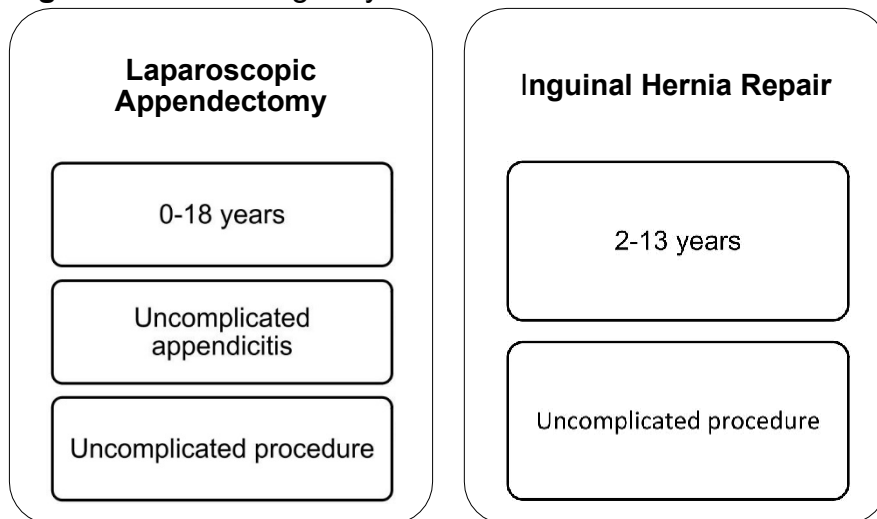 Laparoscopic
Appendectomy
0-18 years
Uncomplicated
appendicitis
Uncomplicated procedure
Inguinal Hernia Repair
2-13 years
Uncomplicated procedure